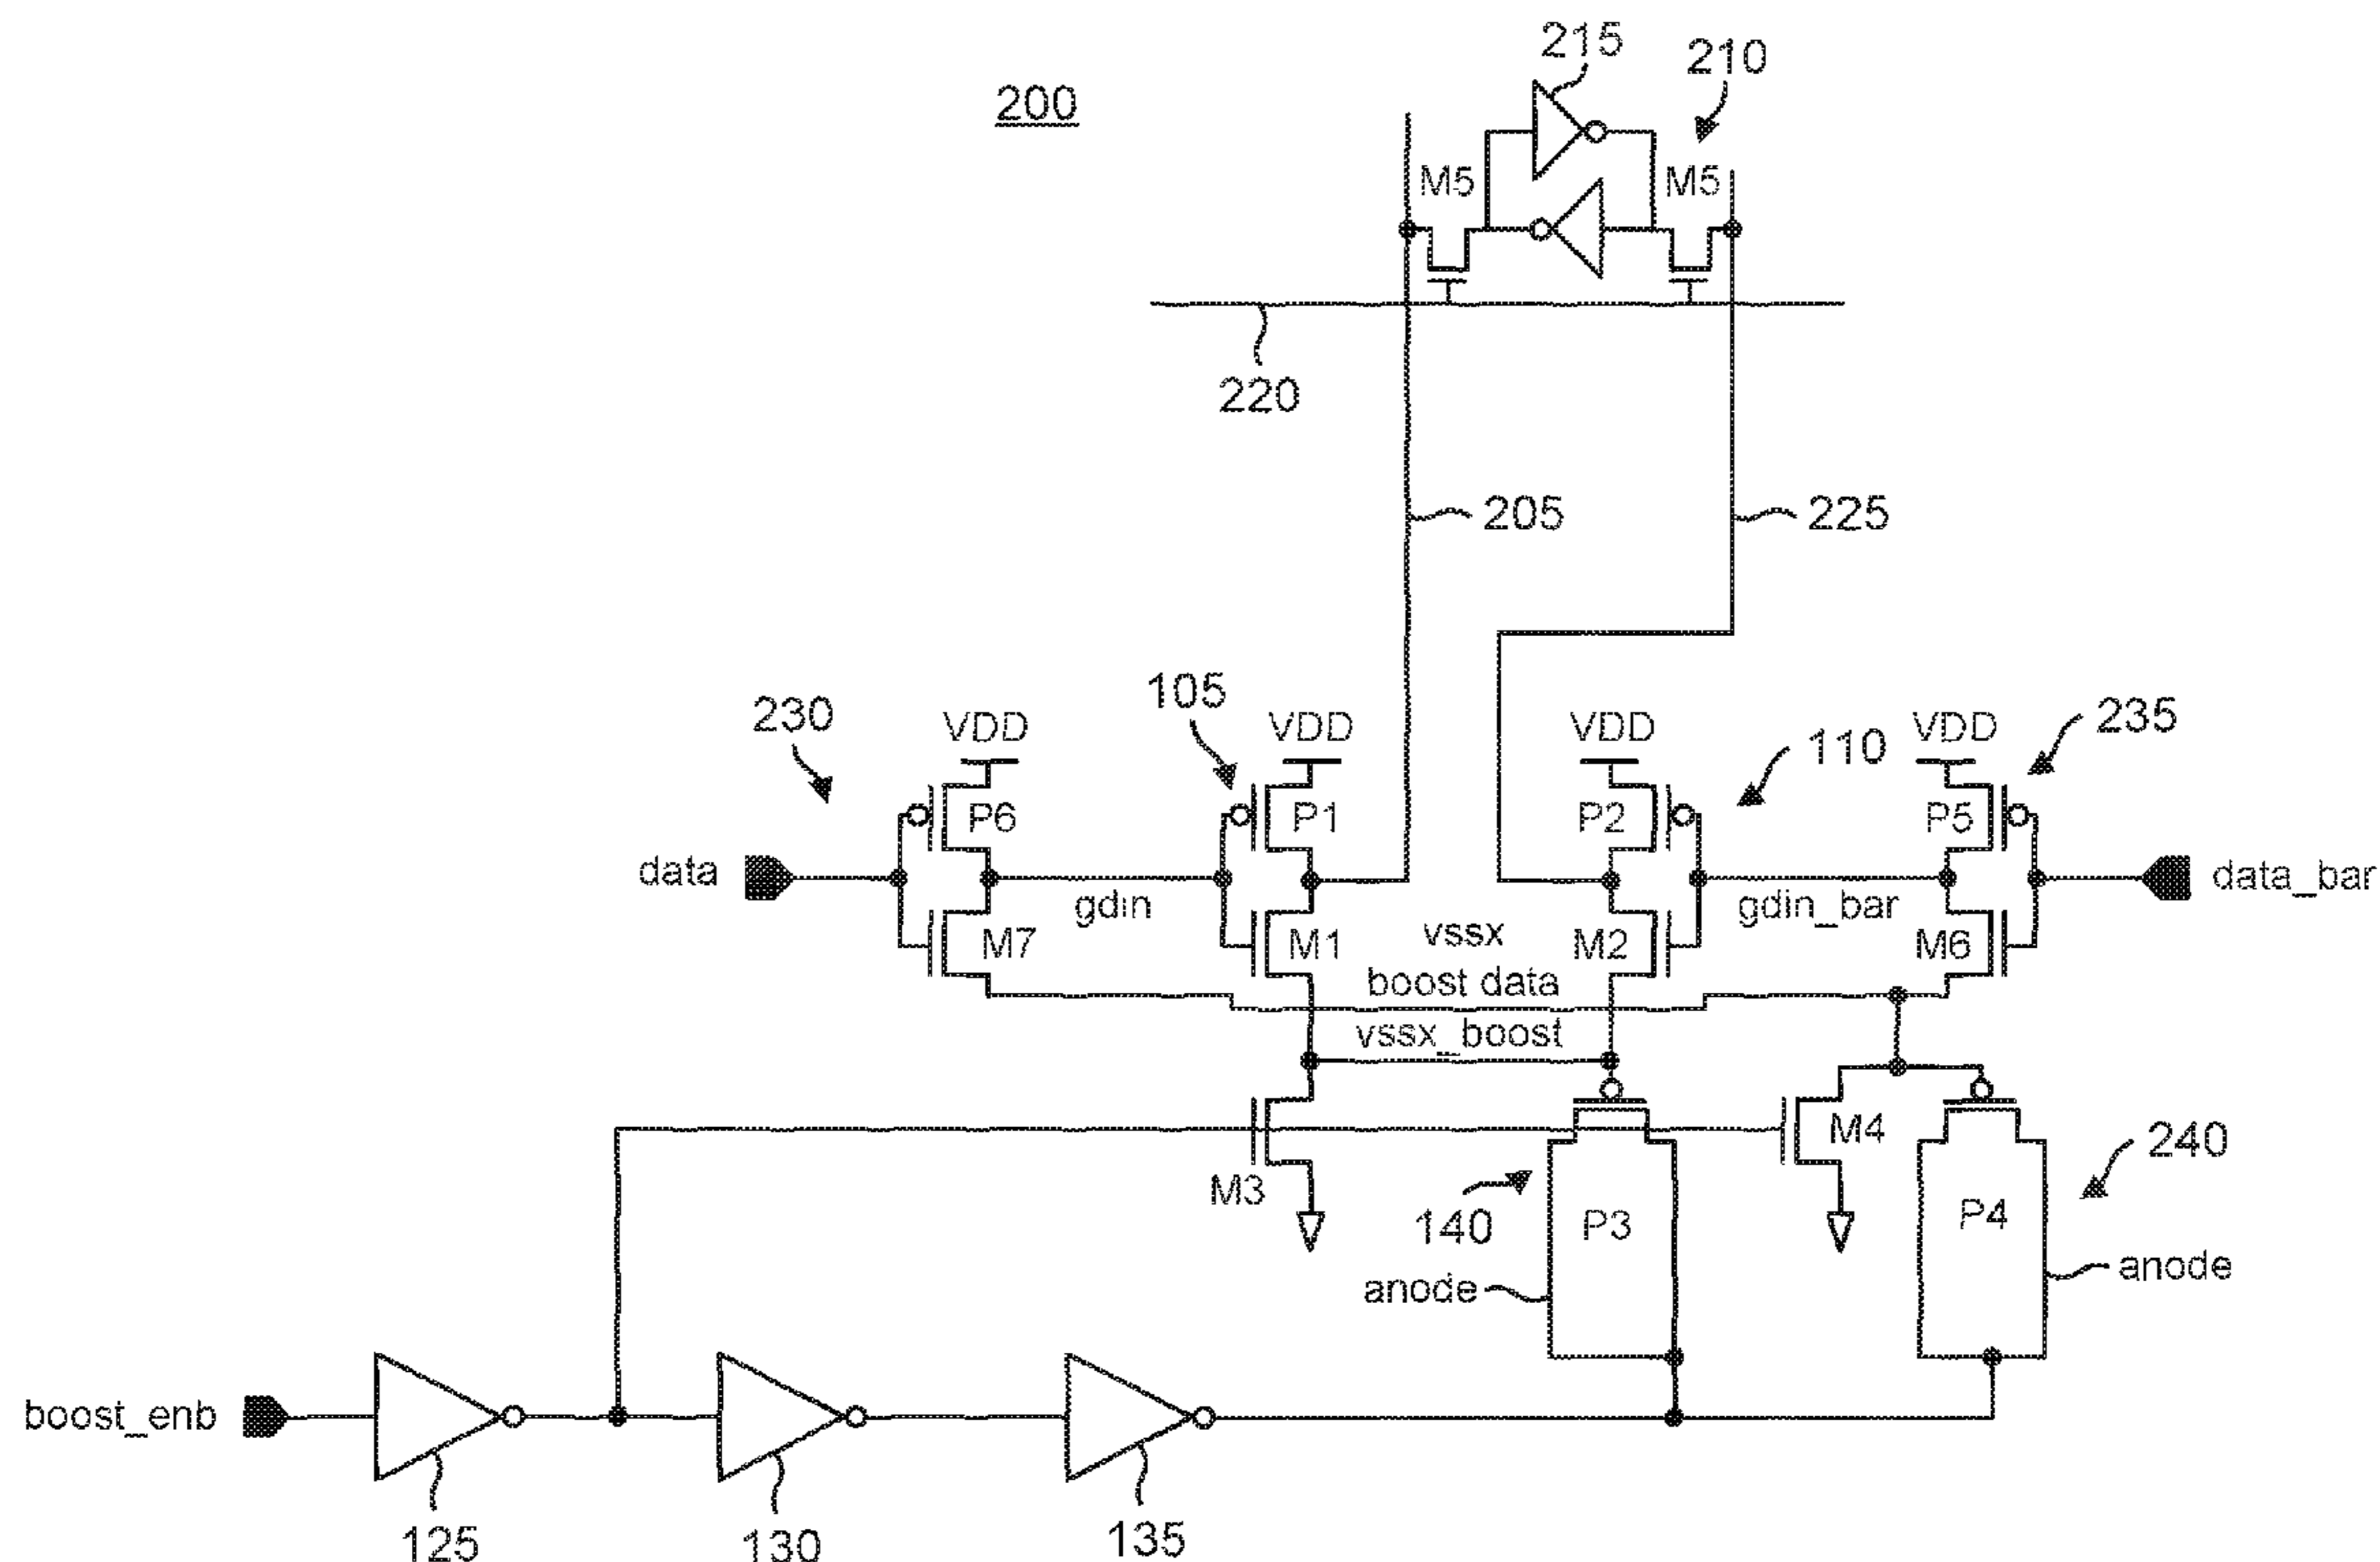 215
210
200
M5
M5
220
205
225
230
105
VDD
VDD
VDD
VDD
110
235
P6
P1
P2
P5
data
gdin
gdin_bar
data_bar
M7
M1
vssx
M2
M6
boost data
vssx_boost
M3
M4
140
P3
P4
240
anode
anode
boost_enb
125
130
135